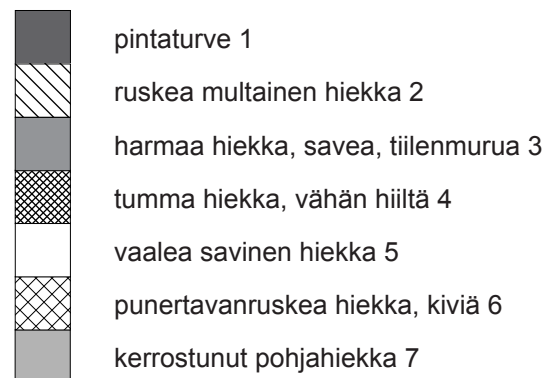 pintaturve 1
ruskea multainen hiekka 2
harmaa hiekka, savea, tiilenmurua 3
tumma hiekka, vähän hiiltä 4
vaalea savinen hiekka 5
punertavanruskea hiekka, kiviä 6
kerrostunut pohjahiekka 7